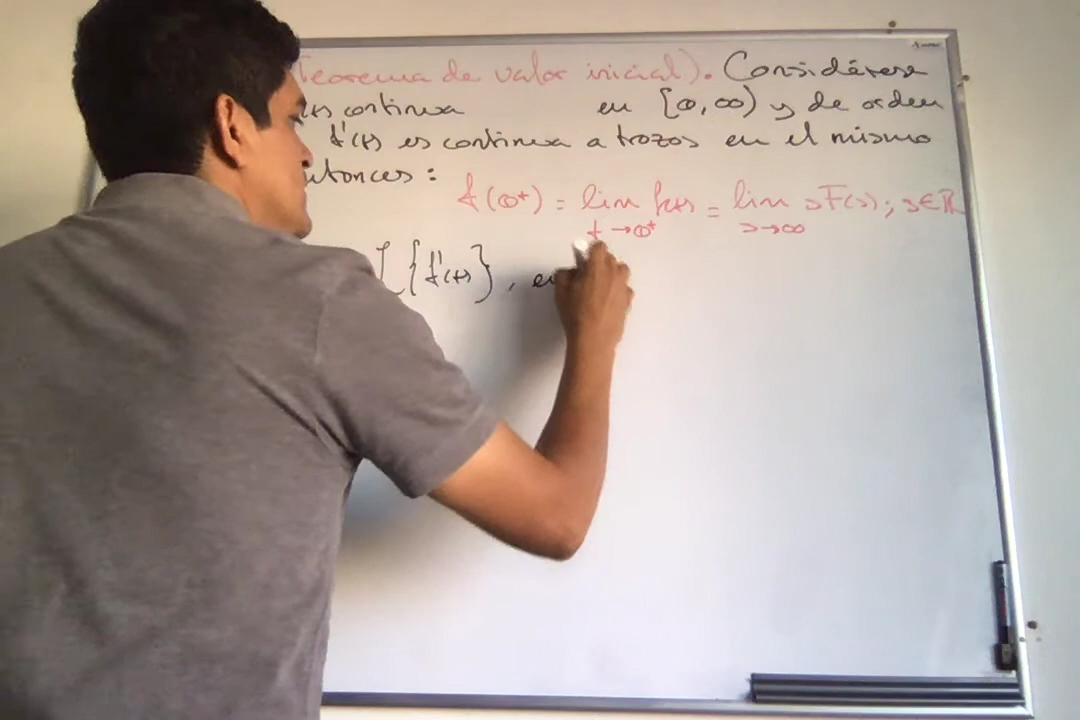 Teorema de valor inicial). Considérese
continua en [0,∞) y de orden
f'(t) es continua a trozos en el mismo
ntonces:
f(0⁺) = lim f(t) = lim sF(s); s∈ℝ
t→0⁺ s→∞
L{f'(t)}, en